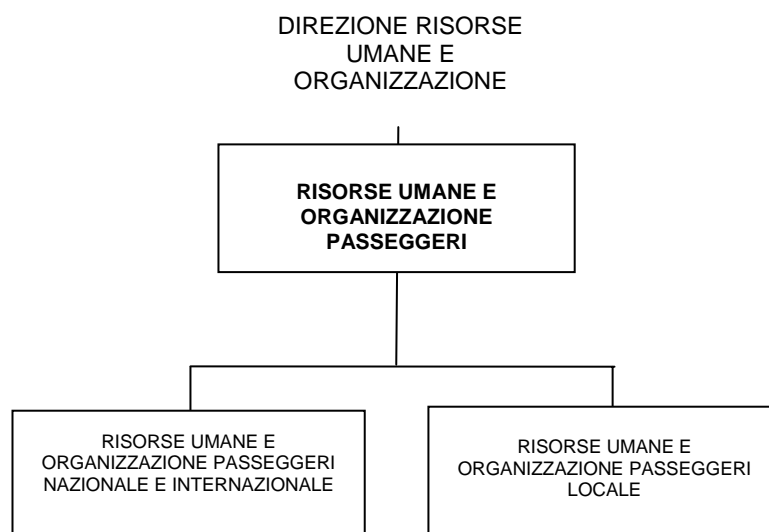 DIREZIONE RISORSE
UMANE E
ORGANIZZAZIONE
RISORSE UMANE E
ORGANIZZAZIONE
PASSEGGERI
RISORSE UMANE E
ORGANIZZAZIONE PASSEGGERI
NAZIONALE E INTERNAZIONALE
RISORSE UMANE E
ORGANIZZAZIONE PASSEGGERI
LOCALE